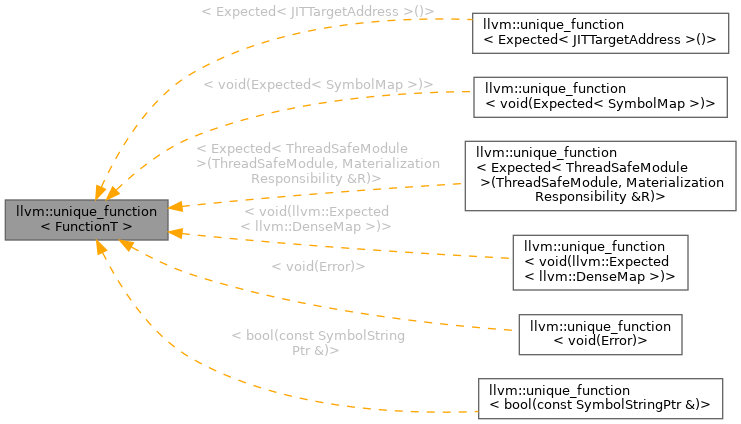 < Expected< JITTargetAddress >()>
llvm::unique_function
< Expected< JITTargetAddress >()>
< void(Expected< SymbolMap >)>
llvm::unique_function
< void(Expected< SymbolMap >)>
< Expected< ThreadSafeModule
>(ThreadSafeModule, Materialization
Responsibility &R)>
llvm::unique_function
< Expected< ThreadSafeModule
>(ThreadSafeModule, Materialization
Responsibility &R)>
llvm::unique_function
< FunctionT >
< void(llvm::Expected
< llvm::DenseMap >)>
llvm::unique_function
< void(llvm::Expected
< llvm::DenseMap >)>
< void(Error)>
llvm::unique_function
< void(Error)>
< bool(const SymbolString
Ptr &)>
llvm::unique_function
< bool(const SymbolStringPtr &)>